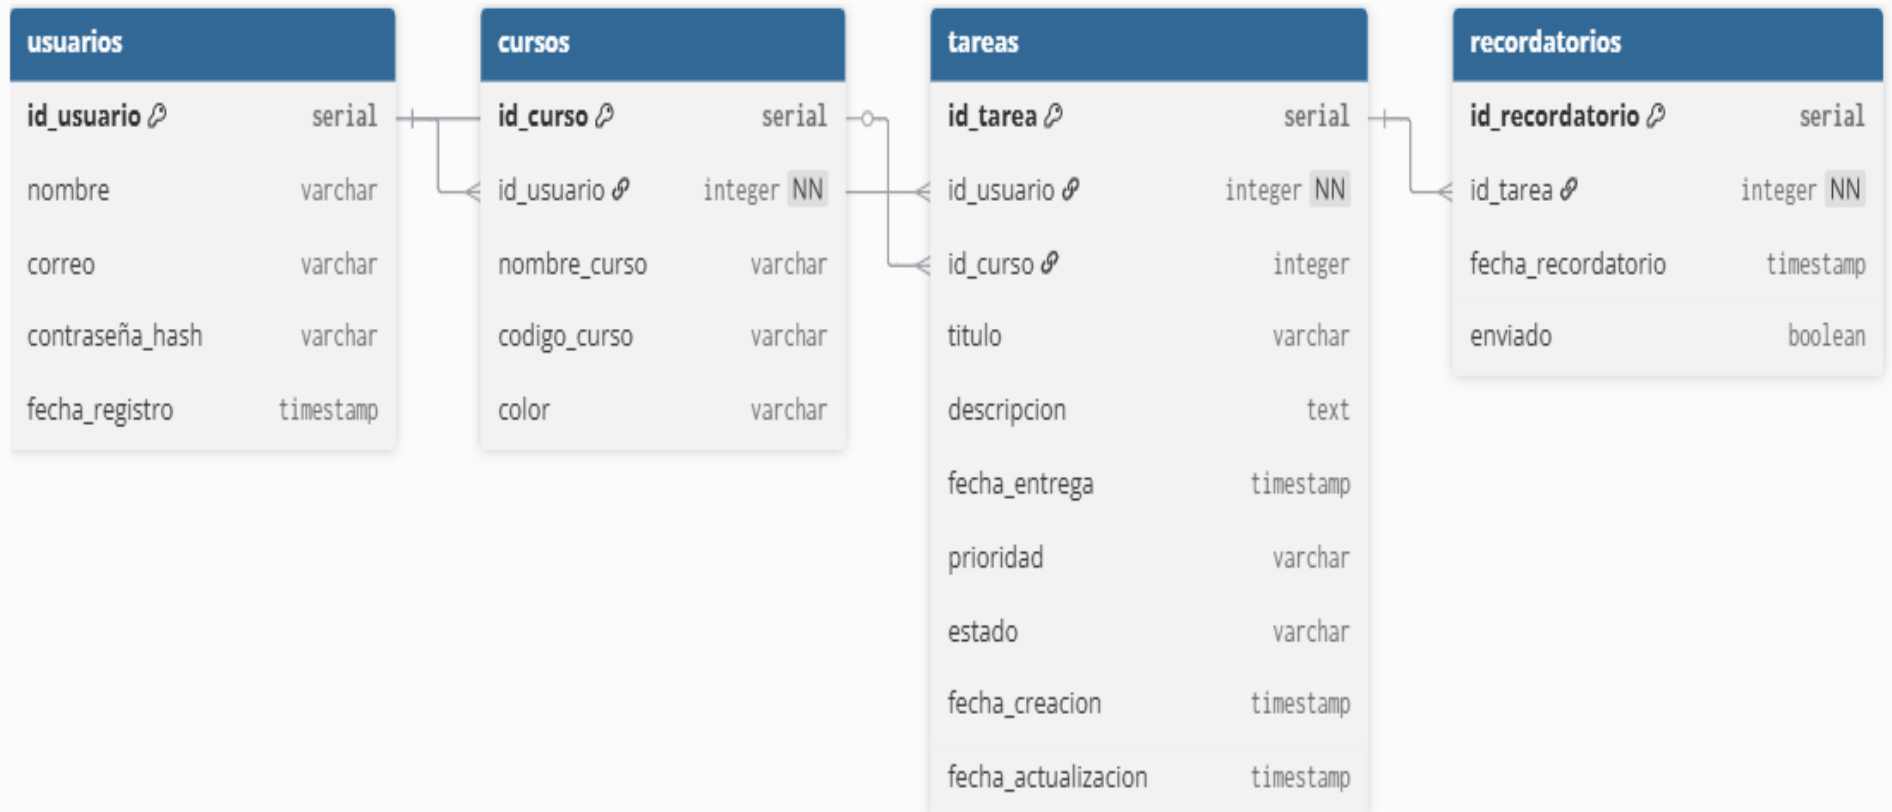 usuarios
id_usuario serial
nombre varchar
correo varchar
contraseña_hash varchar
fecha_registro timestamp
cursos
id_curso serial
id_usuario integer NN
nombre_curso varchar
codigo_curso varchar
color varchar
tareas
id_tarea serial
id_usuario integer NN
id_curso integer
titulo varchar
descripcion text
fecha_entrega timestamp
prioridad varchar
estado varchar
fecha_creacion timestamp
fecha_actualizacion timestamp
recordatorios
id_recordatorio serial
id_tarea integer NN
fecha_recordatorio timestamp
enviado boolean